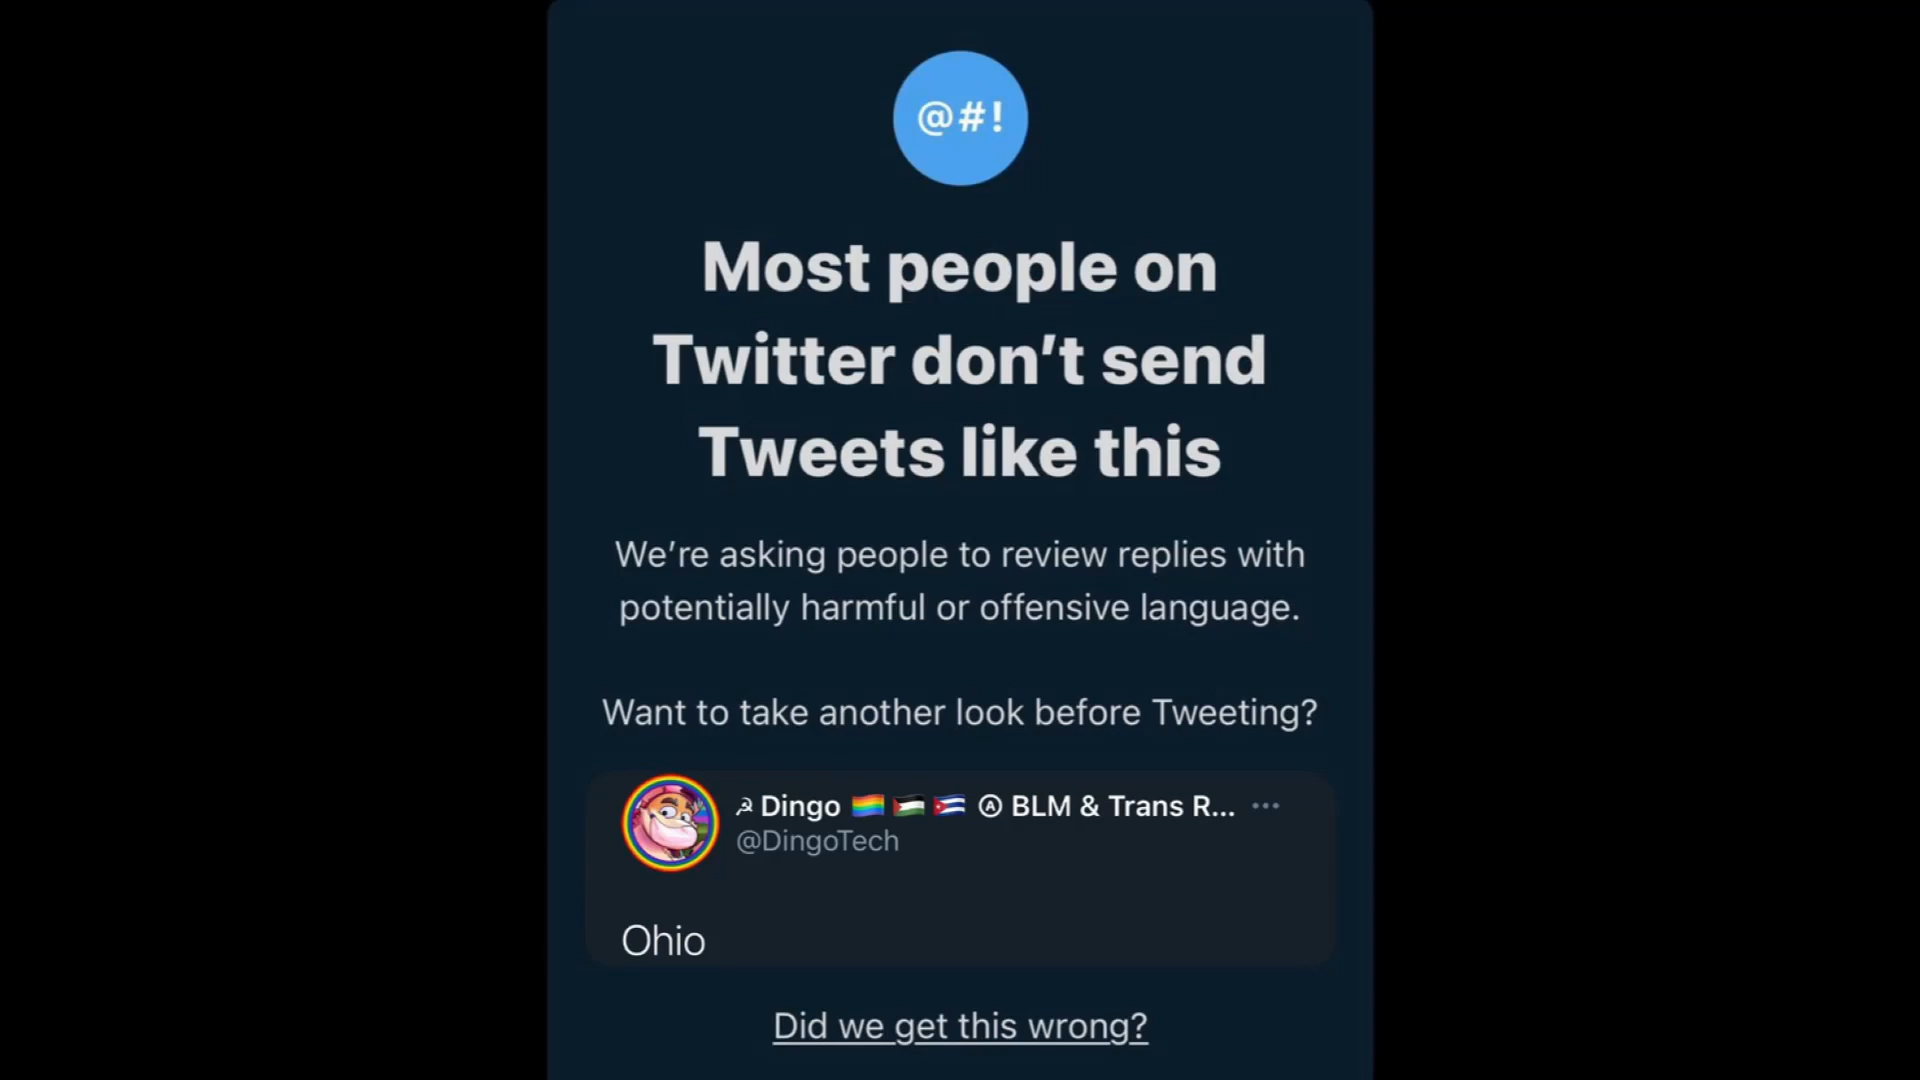 @#!
Most people on
Twitter don’t send
Tweets like this
We’re asking people to review replies with
potentially harmful or offensive language.
Want to take another look before Tweeting?
☭ Dingo 🏳️‍🌈 🇵🇸 🇨🇺 Ⓐ BLM & Trans R... ···
@DingoTech
Ohio
Did we get this wrong?